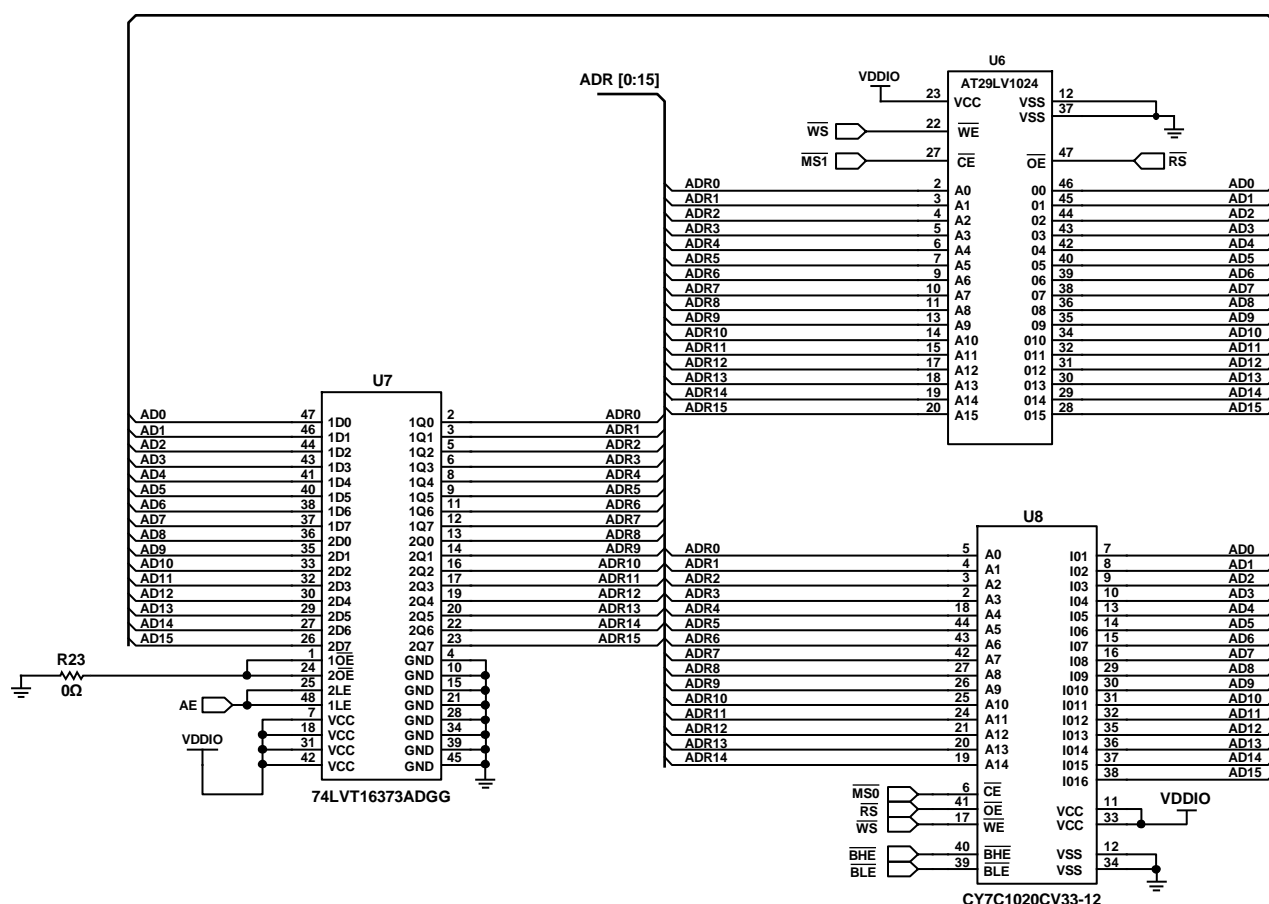 ADR [0:15]
U6
AT29LV1024
VDDIO
23 VCC VSS 12
VSS 37
WS 22 WE
MS1 27 CE OE 47 RS
ADR0 2 A0 00 46 AD0
ADR1 3 A1 01 45 AD1
ADR2 4 A2 02 44 AD2
ADR3 5 A3 03 43 AD3
ADR4 6 A4 04 42 AD4
ADR5 7 A5 05 40 AD5
ADR6 9 A6 06 39 AD6
ADR7 10 A7 07 38 AD7
ADR8 11 A8 08 36 AD8
ADR9 13 A9 09 35 AD9
ADR10 14 A10 010 34 AD10
ADR11 15 A11 011 32 AD11
ADR12 17 A12 012 31 AD12
ADR13 18 A13 013 30 AD13
ADR14 19 A14 014 29 AD14
ADR15 20 A15 015 28 AD15
U7
AD0 47 1D0 1Q0 2 ADR0
AD1 46 1D1 1Q1 3 ADR1
AD2 44 1D2 1Q2 5 ADR2
AD3 43 1D3 1Q3 6 ADR3
AD4 41 1D4 1Q4 8 ADR4
AD5 40 1D5 1Q5 9 ADR5
AD6 38 1D6 1Q6 11 ADR6
AD7 37 1D7 1Q7 12 ADR7
AD8 36 2D0 2Q0 13 ADR8
AD9 35 2D1 2Q1 14 ADR9
AD10 33 2D2 2Q2 16 ADR10
AD11 32 2D3 2Q3 17 ADR11
AD12 30 2D4 2Q4 19 ADR12
AD13 29 2D5 2Q5 20 ADR13
AD14 27 2D6 2Q6 22 ADR14
AD15 26 2D7 2Q7 23 ADR15
1 1OE GND 4
R23 24 2OE GND 10
0Ω
25 2LE GND 15
AE 48 1LE GND 21
7 VCC GND 28
VDDIO 18 VCC GND 34
31 VCC GND 39
42 VCC GND 45
74LVT16373ADGG
U8
ADR0 5 A0 I01 7 AD0
ADR1 4 A1 I02 8 AD1
ADR2 3 A2 I03 9 AD2
ADR3 2 A3 I04 10 AD3
ADR4 18 A4 I05 13 AD4
ADR5 44 A5 I06 14 AD5
ADR6 43 A6 I07 15 AD6
ADR7 42 A7 I08 16 AD7
ADR8 27 A8 I09 29 AD8
ADR9 26 A9 I010 30 AD9
ADR10 25 A10 I011 31 AD10
ADR11 24 A11 I012 32 AD11
ADR12 21 A12 I013 35 AD12
ADR13 20 A13 I014 36 AD13
ADR14 19 A14 I015 37 AD14
I016 38 AD15
MS0 6 CE
RS 41 OE VCC 11 VDDIO
WS 17 WE VCC 33
BHE 40 BHE VSS 12
BLE 39 BLE VSS 34
CY7C1020CV33-12